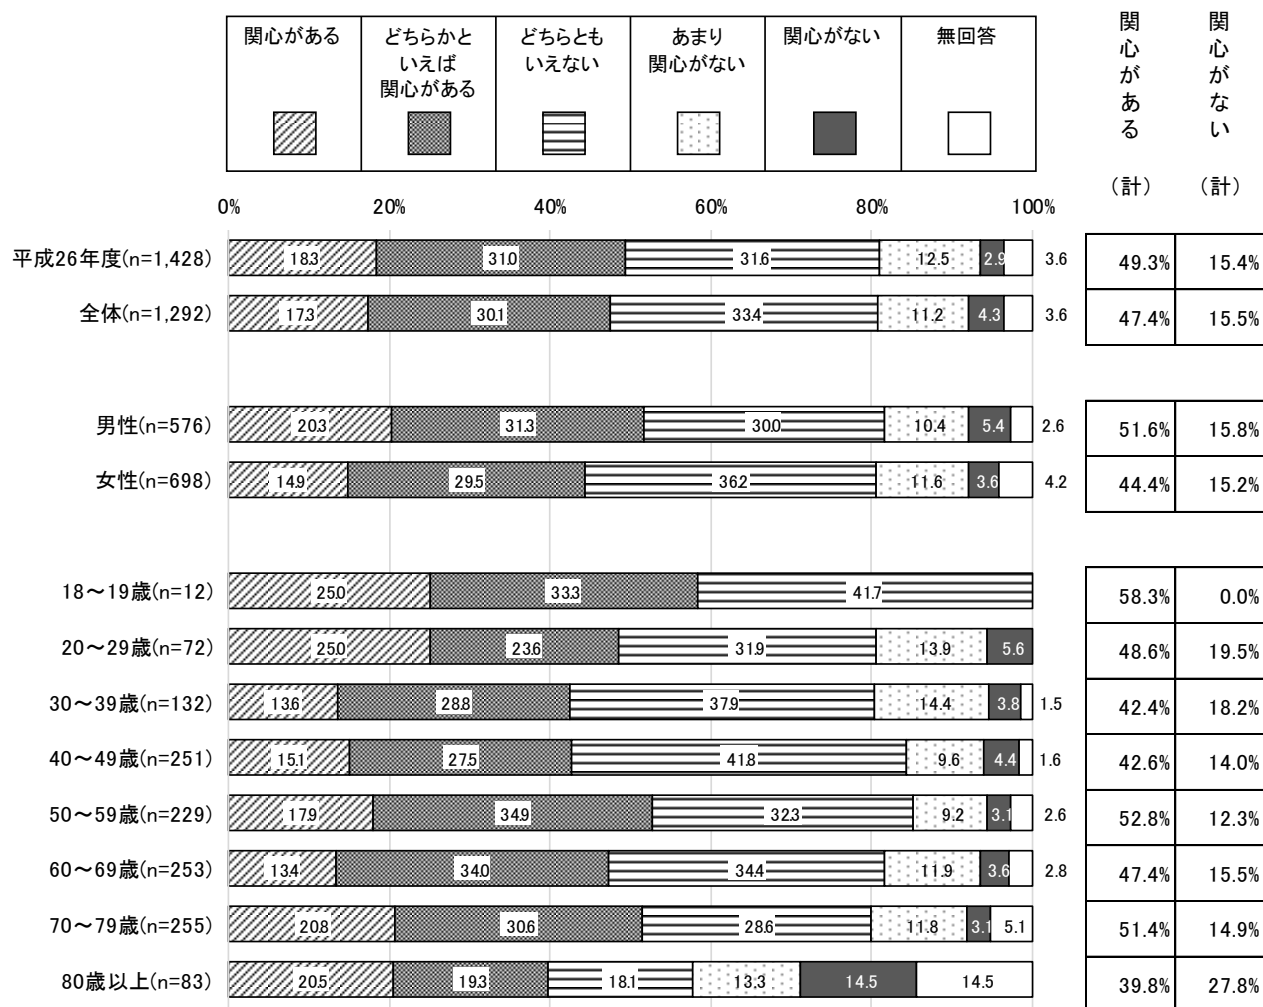 関心がある
どちらかと
いえば
関心がある
どちらとも
いえない
あまり
関心がない
関心がない
無回答
関心がある
（計）
関心がない
（計）
0% 20% 40% 60% 80% 100%
平成26年度(n=1,428) 18.3 31.0 31.6 12.5 2.9 3.6 49.3% 15.4%
全体(n=1,292) 17.3 30.1 33.4 11.2 4.3 3.6 47.4% 15.5%
男性(n=576) 20.3 31.3 30.0 10.4 5.4 2.6 51.6% 15.8%
女性(n=698) 14.9 29.5 36.2 11.6 3.6 4.2 44.4% 15.2%
18～19歳(n=12) 25.0 33.3 41.7 58.3% 0.0%
20～29歳(n=72) 25.0 23.6 31.9 13.9 5.6 48.6% 19.5%
30～39歳(n=132) 13.6 28.8 37.9 14.4 3.8 1.5 42.4% 18.2%
40～49歳(n=251) 15.1 27.5 41.8 9.6 4.4 1.6 42.6% 14.0%
50～59歳(n=229) 17.9 34.9 32.3 9.2 3.1 2.6 52.8% 12.3%
60～69歳(n=253) 13.4 34.0 34.4 11.9 3.6 2.8 47.4% 15.5%
70～79歳(n=255) 20.8 30.6 28.6 11.8 3.1 5.1 51.4% 14.9%
80歳以上(n=83) 20.5 19.3 18.1 13.3 14.5 14.5 39.8% 27.8%